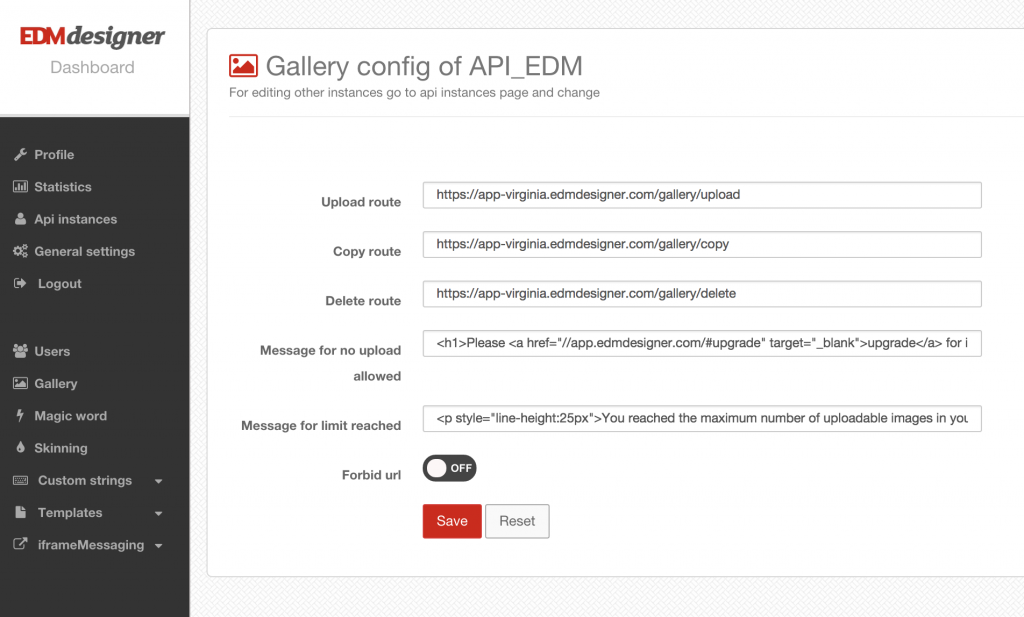 EDMdesigner
Dashboard
Profile
Statistics
Api instances
General settings
Logout
Users
Gallery
Magic word
Skinning
Custom strings
Templates
iframeMessaging
Gallery config of API_EDM
For editing other instances go to api instances page and change
Upload route
https://app-virginia.edmdesigner.com/gallery/upload
Copy route
https://app-virginia.edmdesigner.com/gallery/copy
Delete route
https://app-virginia.edmdesigner.com/gallery/delete
Message for no upload
allowed
<h1>Please <a href="//app.edmdesigner.com/#upgrade" target="_blank">upgrade</a> for i
Message for limit reached
<p style="line-height:25px">You reached the maximum number of uploadable images in you
Forbid url
OFF
Save
Reset